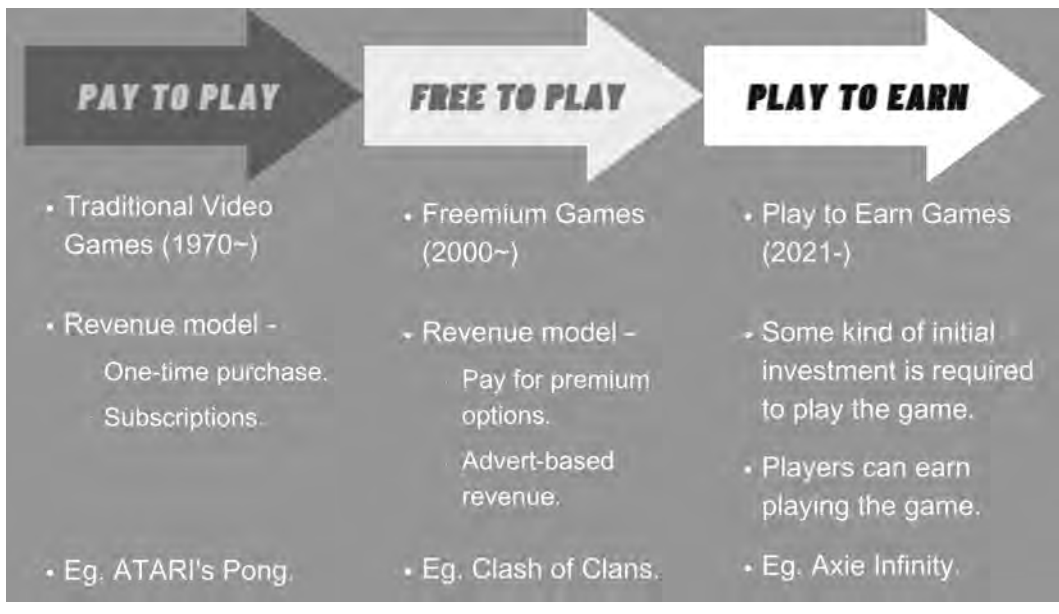 PAY TO PLAY
• Traditional Video
Games (1970~)
• Revenue model -
One-time purchase.
Subscriptions.
• Eg. ATARI's Pong.
FREE TO PLAY
• Freemium Games
(2000~)
• Revenue model –
Pay for premium
options.
Advert-based
revenue.
• Eg. Clash of Clans.
PLAY TO EARN
• Play to Earn Games
(2021-)
• Some kind of initial
investment is required
to play the game.
• Players can earn
playing the game.
• Eg. Axie Infinity.